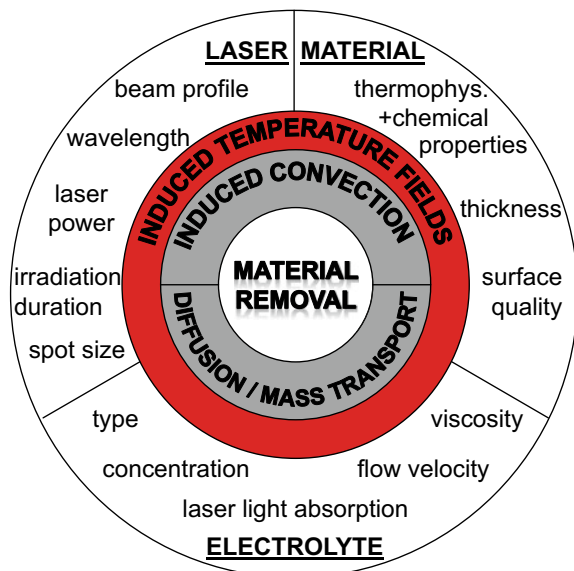 LASER
MATERIAL
beam profile
wavelength
laser
power
irradiation
duration
spot size
thermophys.
+chemical
properties
thickness
surface
quality
INDUCED TEMPERATURE FIELDS
INDUCED CONVECTION
MATERIAL
REMOVAL
DIFFUSION / MASS TRANSPORT
type
viscosity
concentration
flow velocity
laser light absorption
ELECTROLYTE